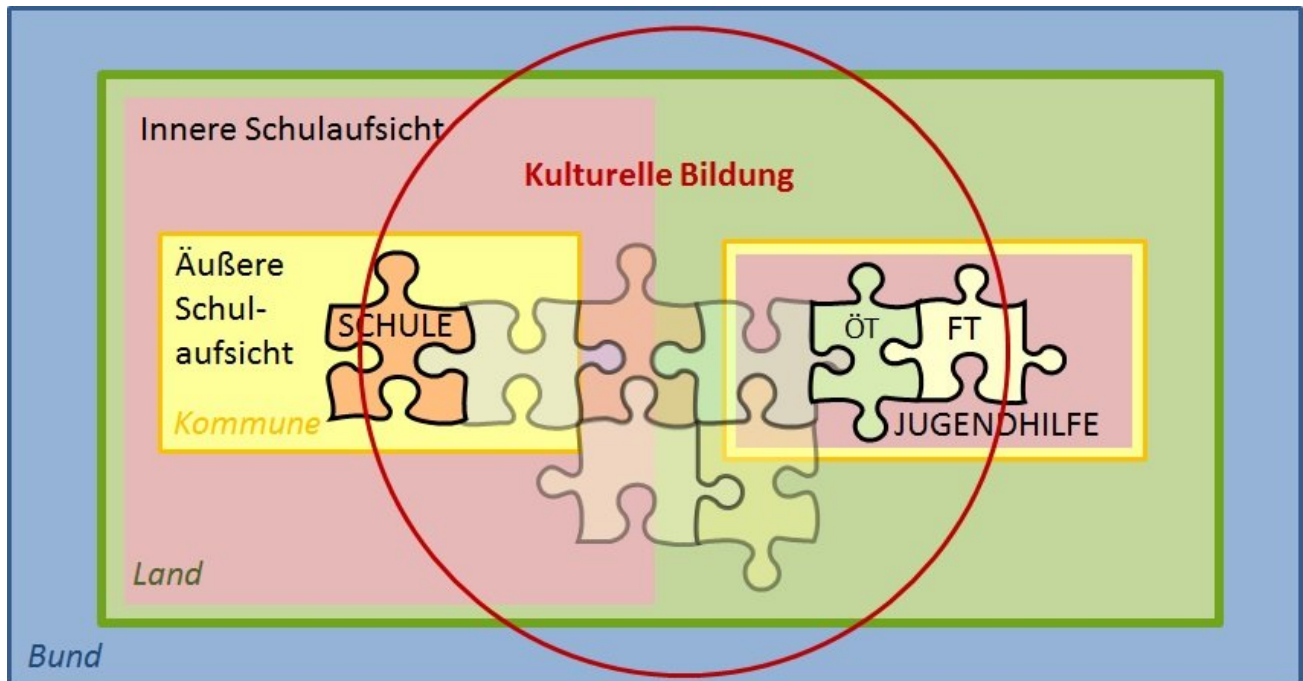 Innere Schulaufsicht
Kulturelle Bildung
Äußere
Schul-
aufsicht
Kommune
SCHULE
ÖT
FT
JUGENDHILFE
Land
Bund